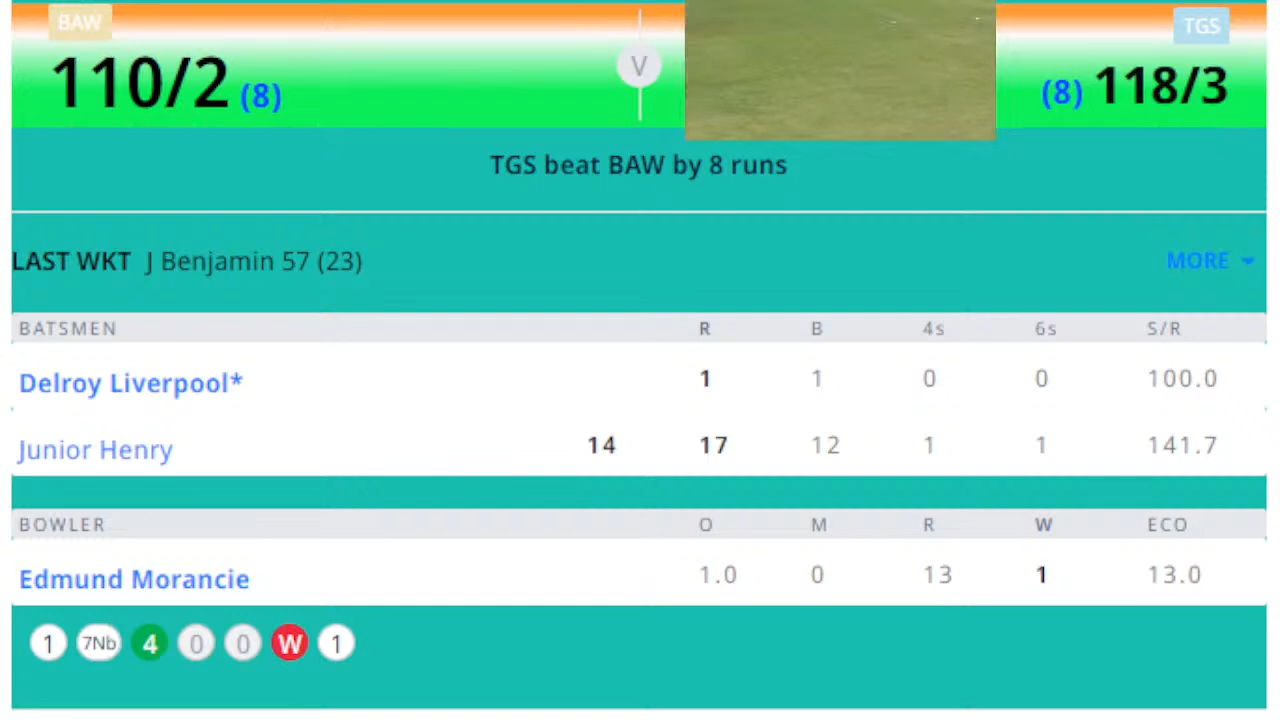 BAW
TGS
110/2 (8)
V
(8) 118/3
TGS beat BAW by 8 runs
LAST WKT J Benjamin 57 (23)
MORE
BATSMEN R B 4s 6s S/R
Delroy Liverpool* 1 1 0 0 100.0
Junior Henry 14 17 12 1 1 141.7
BOWLER O M R W ECO
Edmund Morancie 1.0 0 13 1 13.0
1 7Nb 4 0 0 W 1